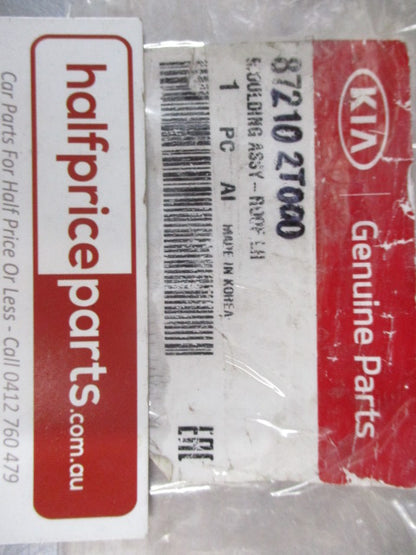 KIA
Genuine Parts
87210 2T000
MOULDING ASSY-ROOF LH
1 PC AI MADE IN KOREA
EAC
halfpriceparts.com.au
Car Parts For Half Price Or Less - Call 0412 760 479